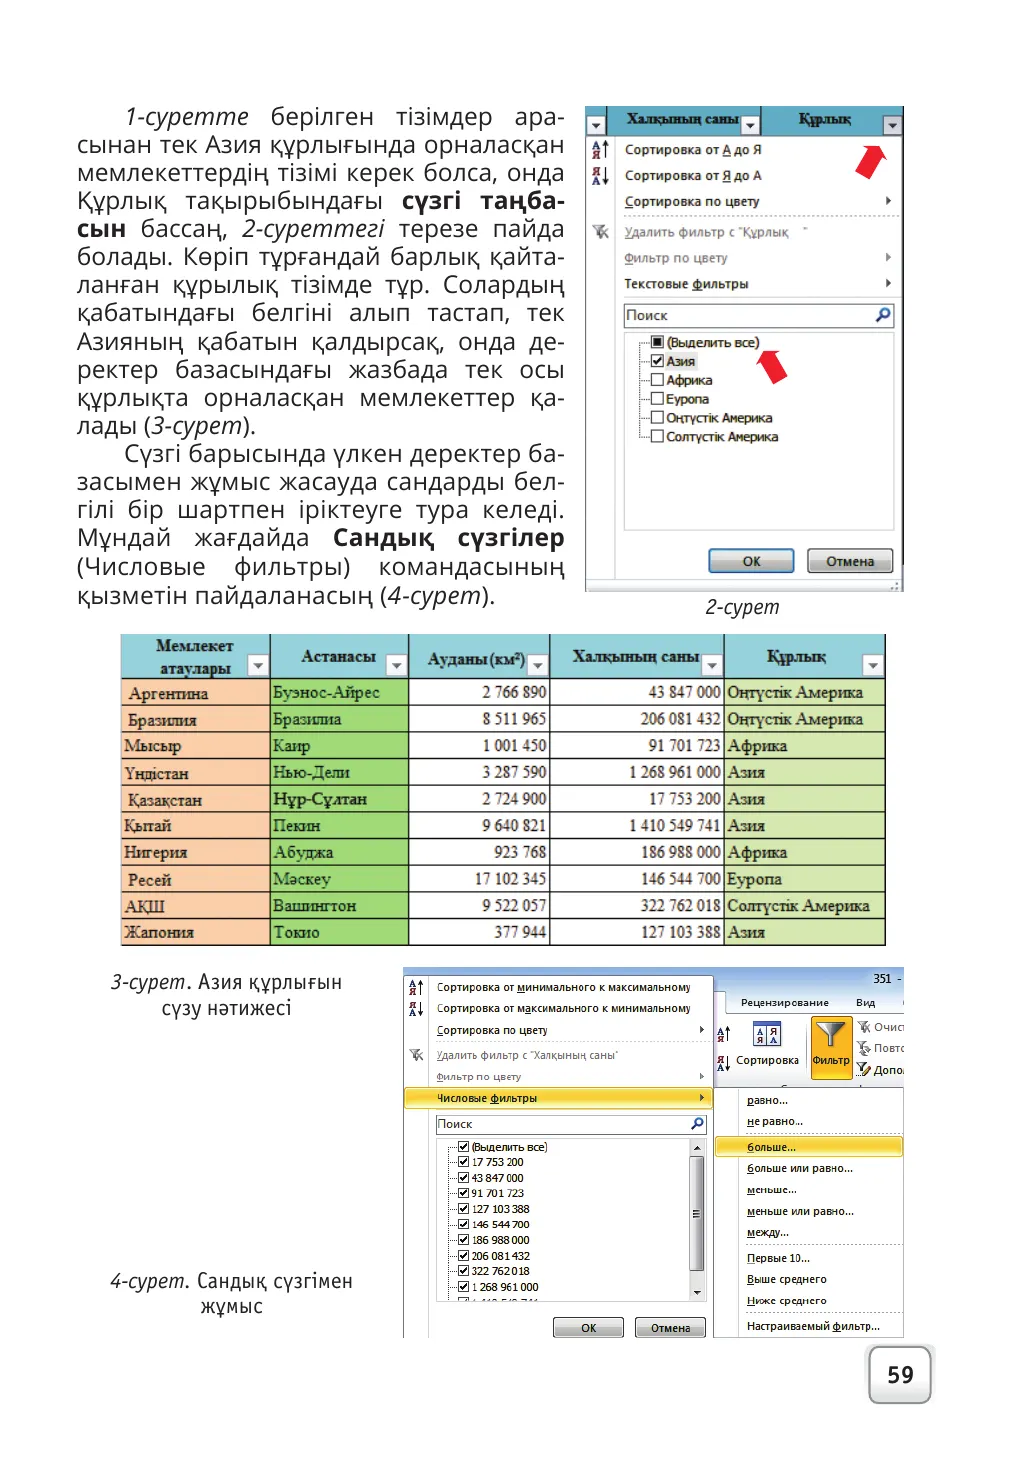 1-суретте берілген тізімдер ара-
сынан тек Азия құрлығында орналасқан
мемлекеттердің тізімі керек болса, онда
Құрлық тақырыбындағы сүзгі таңба-
сын бассаң, 2-суреттегі терезе пайда
болады. Көріп тұрғандай барлық қайта-
ланған құрылық тізімде тұр. Солардың
қабатындағы белгіні алып тастап, тек
Азияның қабатын қалдырсақ, онда де-
ректер базасындағы жазбада тек осы
құрлықта орналасқан мемлекеттер қа-
лады (3-сурет).
Сүзгі барысында үлкен деректер ба-
засымен жұмыс жасауда сандарды бел-
гілі бір шартпен іріктеуге тура келеді.
Мұндай жағдайда Сандық сүзгілер
(Числовые фильтры) командасының
қызметін пайдаланасың (4-сурет).
Халқының саны Құрлық
Сортировка от А до Я
Сортировка от Я до А
Сортировка по цвету
Удалить фильтр с "Құрлық "
Фильтр по цвету
Текстовые фильтры
Поиск
(Выделить все)
Азия
Африка
Еуропа
Оңтүстік Америка
Солтүстік Америка
ОК Отмена
2-сурет
Мемлекет атаулары Астанасы Ауданы (км²) Халқының саны Құрлық
Аргентина Буэнос-Айрес 2 766 890 43 847 000 Оңтүстік Америка
Бразилия Бразилиа 8 511 965 206 081 432 Оңтүстік Америка
Мысыр Каир 1 001 450 91 701 723 Африка
Үндістан Нью-Дели 3 287 590 1 268 961 000 Азия
Қазақстан Нұр-Сұлтан 2 724 900 17 753 200 Азия
Қытай Пекин 9 640 821 1 410 549 741 Азия
Нигерия Абуджа 923 768 186 988 000 Африка
Ресей Мәскеу 17 102 345 146 544 700 Еуропа
АҚШ Вашингтон 9 522 057 322 762 018 Солтүстік Америка
Жапония Токио 377 944 127 103 388 Азия
3-сурет. Азия құрлығын
сүзу нәтижесі
4-сурет. Сандық сүзгімен
жұмыс
Сортировка от минимального к максимальному
Сортировка от максимального к минимальному
Сортировка по цвету
Удалить фильтр с "Халқының саны"
Фильтр по цвету
Числовые фильтры
Поиск
(Выделить все)
17 753 200
43 847 000
91 701 723
127 103 388
146 544 700
186 988 000
206 081 432
322 762 018
1 268 961 000
ОК Отмена
351 -
Рецензирование Вид
Сортировка Фильтр
Очист
Повто
Допол
равно...
не равно...
больше...
больше или равно...
меньше...
меньше или равно...
между...
Первые 10...
Выше среднего
Ниже среднего
Настраиваемый фильтр...
59